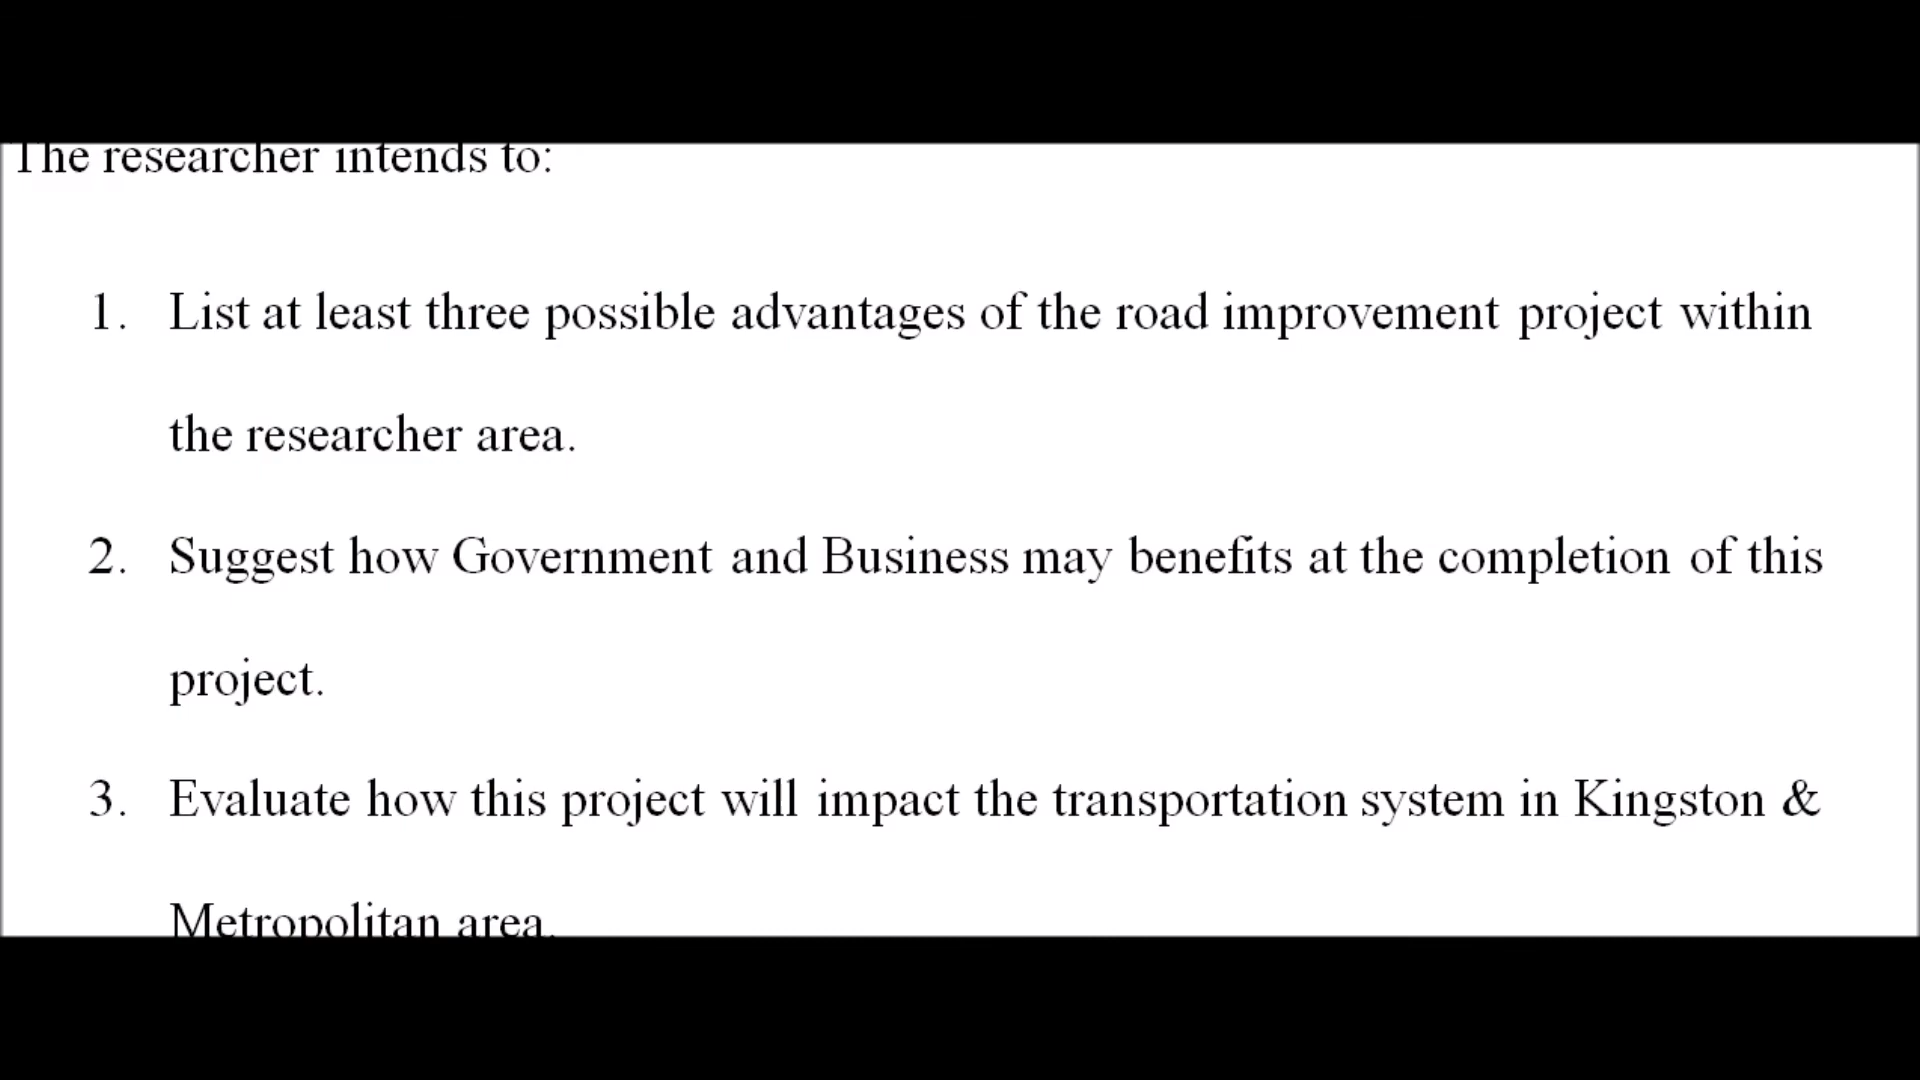 The researcher intends to:
1. List at least three possible advantages of the road improvement project within
the researcher area.
2. Suggest how Government and Business may benefits at the completion of this
project.
3. Evaluate how this project will impact the transportation system in Kingston &
Metropolitan area.